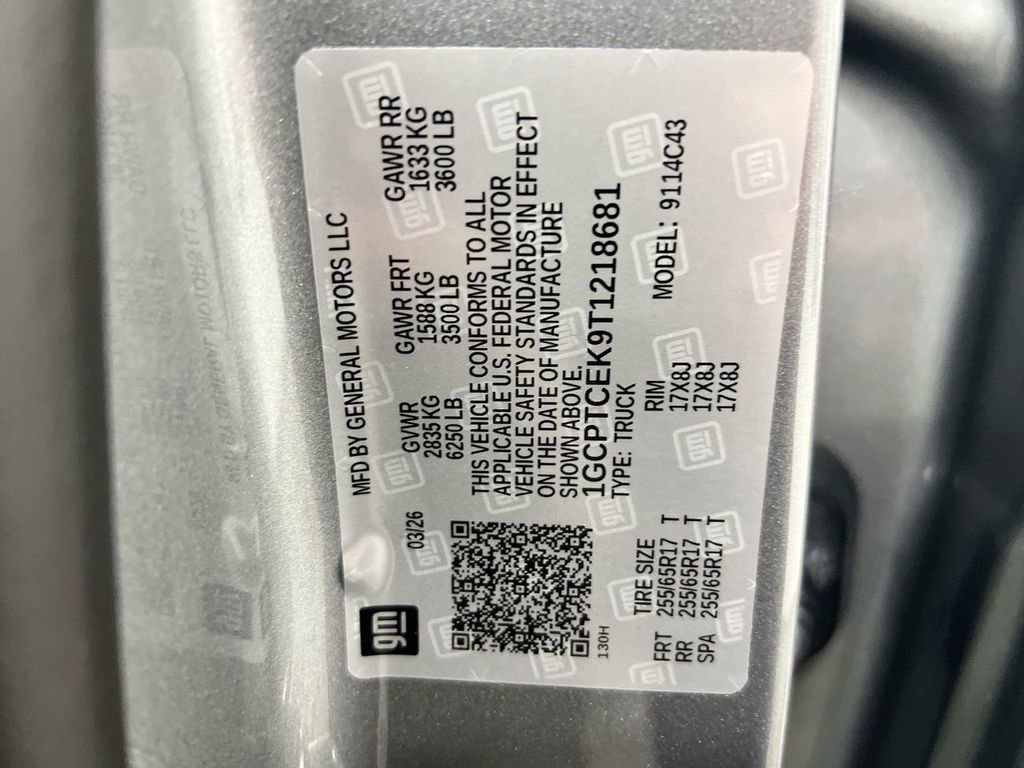 gm
MFD BY GENERAL MOTORS LLC
03/26
GVWR GAWR FRT GAWR RR
2835 KG 1588 KG 1633 KG
6250 LB 3500 LB 3600 LB
THIS VEHICLE CONFORMS TO ALL
APPLICABLE U.S. FEDERAL MOTOR
VEHICLE SAFETY STANDARDS IN EFFECT
ON THE DATE OF MANUFACTURE
SHOWN ABOVE.
1GCPTCEK9T1218681
130H
TYPE: TRUCK
TIRE SIZE RIM MODEL: 9114C43
FRT 255/65R17 T 17X8J
RR 255/65R17 T 17X8J
SPA 255/65R17 T 17X8J